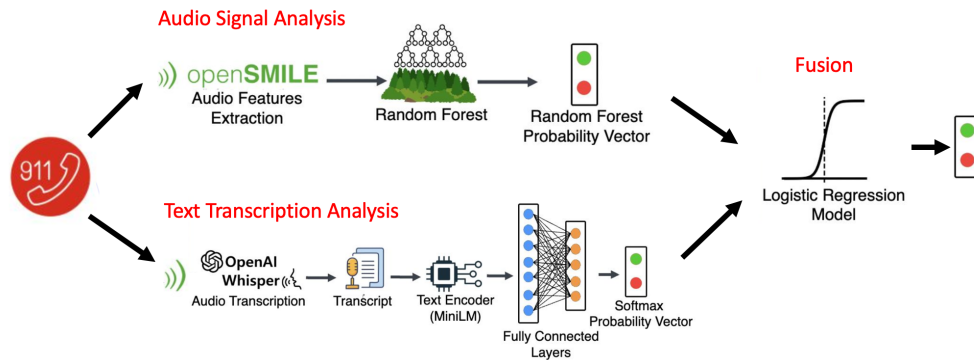 Audio Signal Analysis
openSMILE
Audio Features
Extraction
Random Forest
Random Forest
Probability Vector
Fusion
Logistic Regression
Model
911
Text Transcription Analysis
OpenAI
Whisper
Audio Transcription
Transcript
Text Encoder
(MiniLM)
Fully Connected
Layers
Softmax
Probability Vector